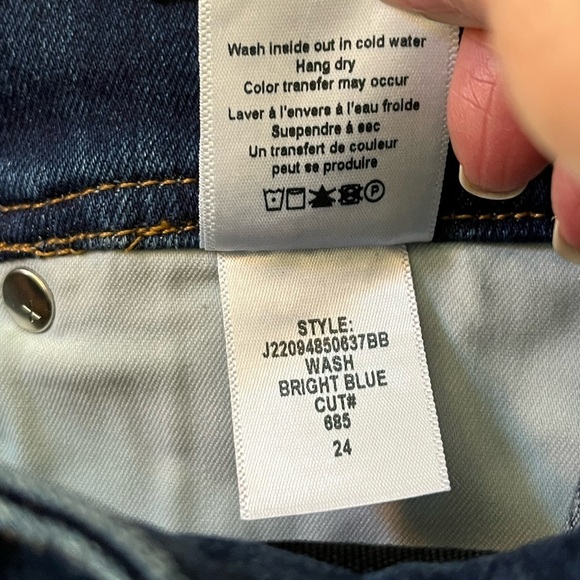 Wash inside out in cold water
Hang dry
Color transfer may occur
Laver à l'envers à l'eau froide
Suspendre à sec
Un transfert de couleur
peut se produire
P
STYLE:
J22094850637BB
WASH
BRIGHT BLUE
CUT#
685
24